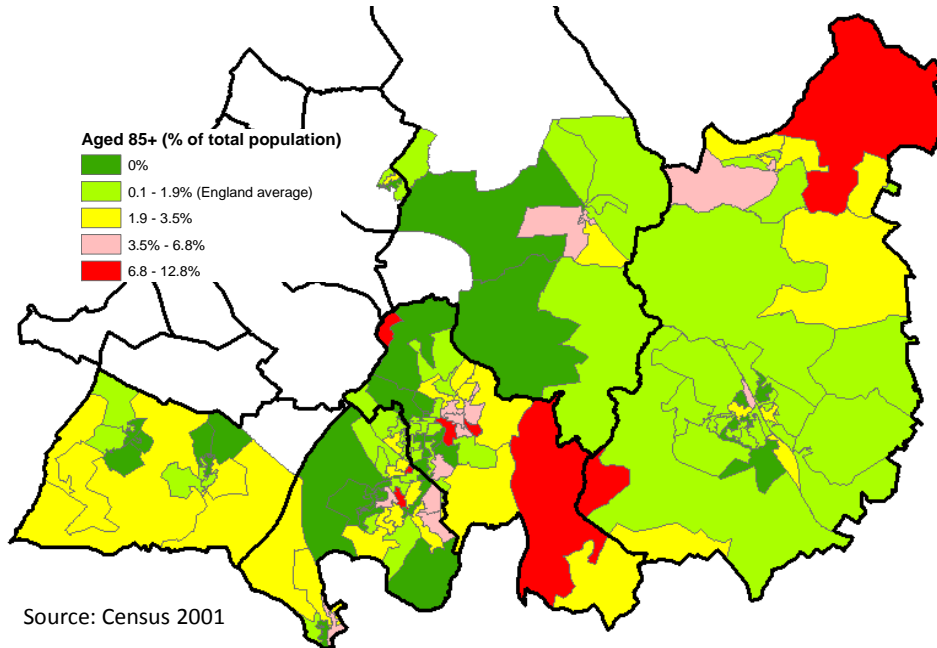 Aged 85+ (% of total population)
0%
0.1 - 1.9% (England average)
1.9 - 3.5%
3.5% - 6.8%
6.8 - 12.8%
Source: Census 2001